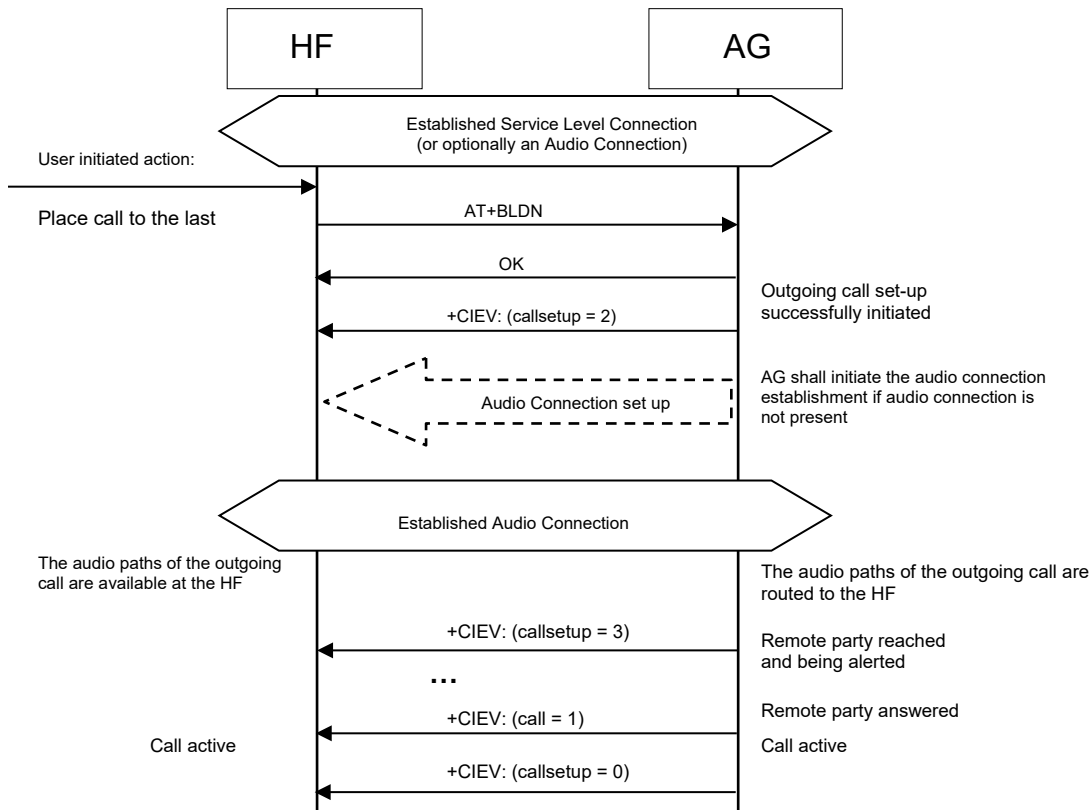 HF
AG
Established Service Level Connection
(or optionally an Audio Connection)
User initiated action:
Place call to the last
AT+BLDN
OK
Outgoing call set-up
successfully initiated
+CIEV: (callsetup = 2)
AG shall initiate the audio connection
establishment if audio connection is
not present
Audio Connection set up
Established Audio Connection
The audio paths of the outgoing
call are available at the HF
The audio paths of the outgoing call are
routed to the HF
+CIEV: (callsetup = 3)
Remote party reached
and being alerted
...
+CIEV: (call = 1)
Remote party answered
Call active
Call active
+CIEV: (callsetup = 0)